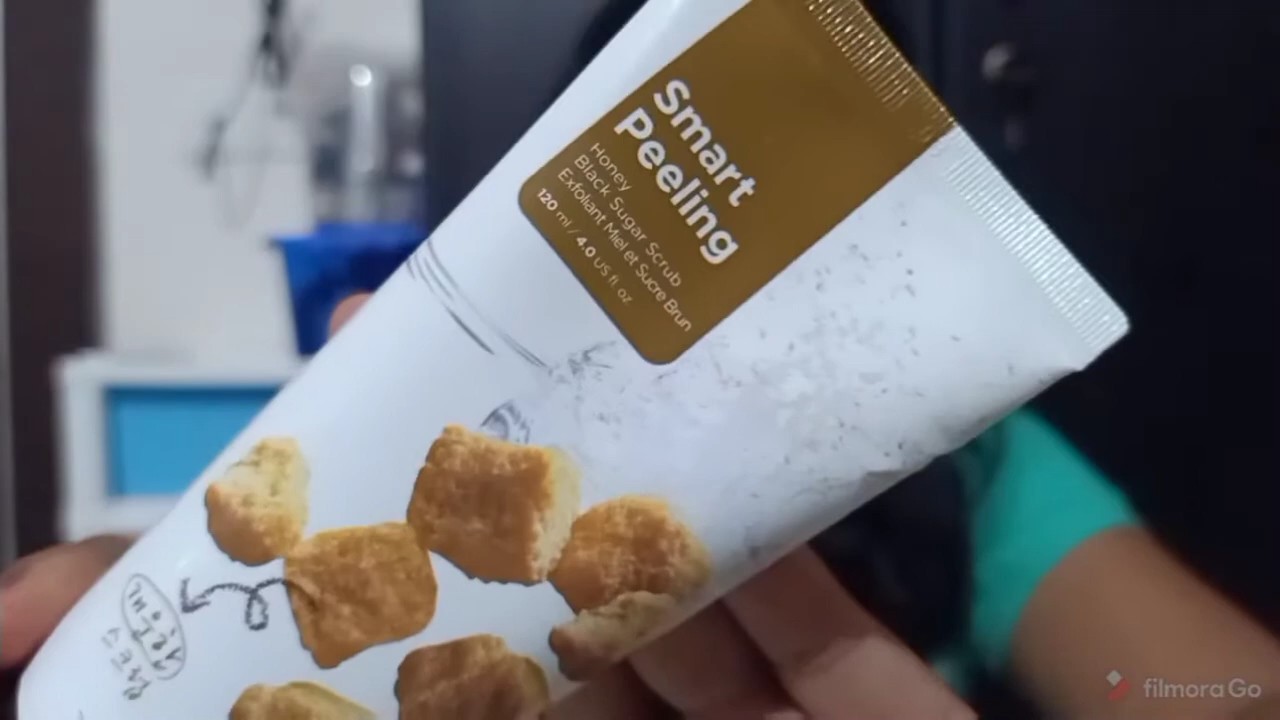 Smart
Peeling
Honey
Black Sugar Scrub
Exfoliant Miel et Sucre Brun
120 ml / 4.0 US fl oz
filmoraGo